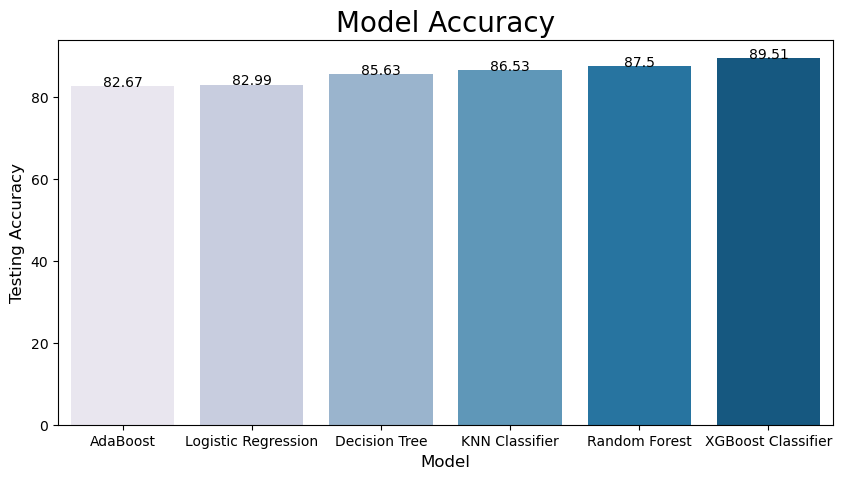 Model Accuracy
Testing Accuracy
80
60
40
20
0
82.67
82.99
85.63
86.53
87.5
89.51
AdaBoost
Logistic Regression
Decision Tree
KNN Classifier
Random Forest
XGBoost Classifier
Model